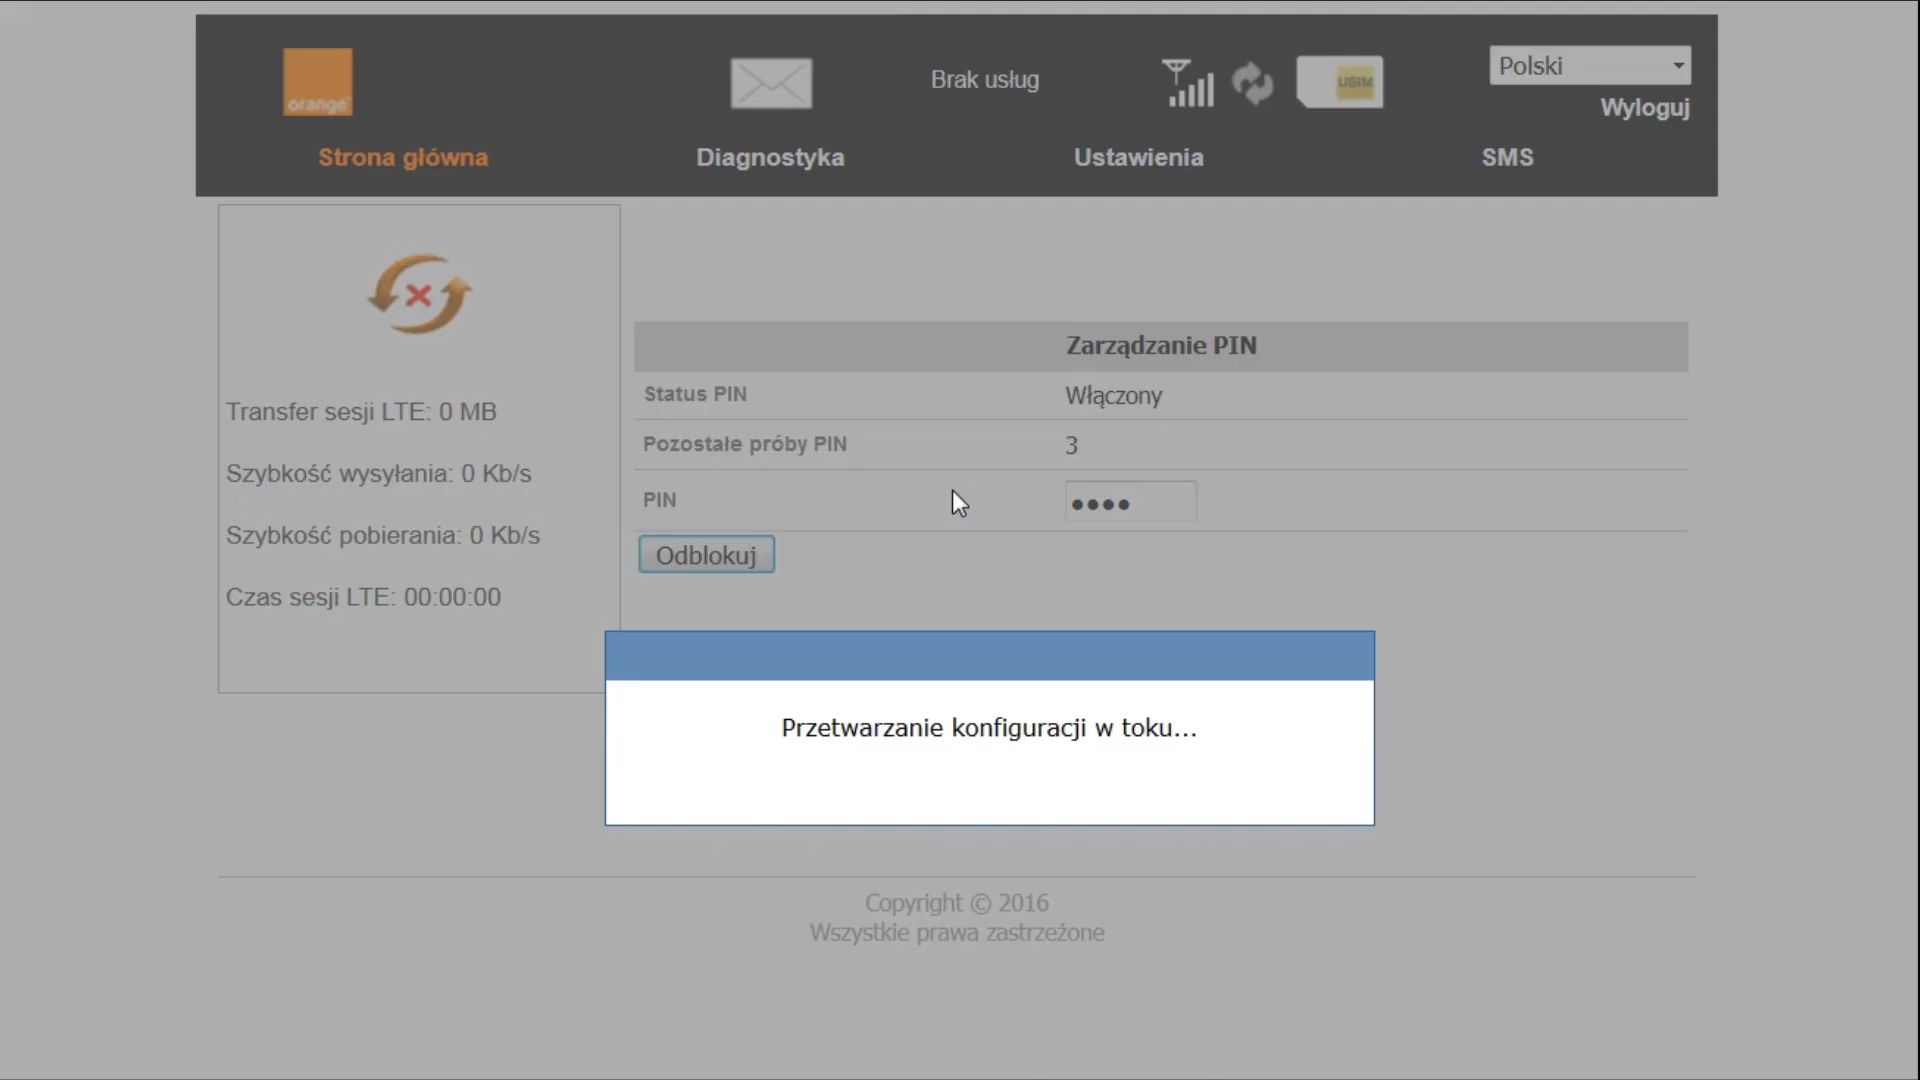 orange
Brak usług
USIM
Polski
Wyloguj
Strona główna
Diagnostyka
Ustawienia
SMS
Transfer sesji LTE: 0 MB
Szybkość wysyłania: 0 Kb/s
Szybkość pobierania: 0 Kb/s
Czas sesji LTE: 00:00:00
Zarządzanie PIN
Status PIN Włączony
Pozostałe próby PIN 3
PIN ●●●●
Odblokuj
Przetwarzanie konfiguracji w toku...
Copyright © 2016
Wszystkie prawa zastrzeżone